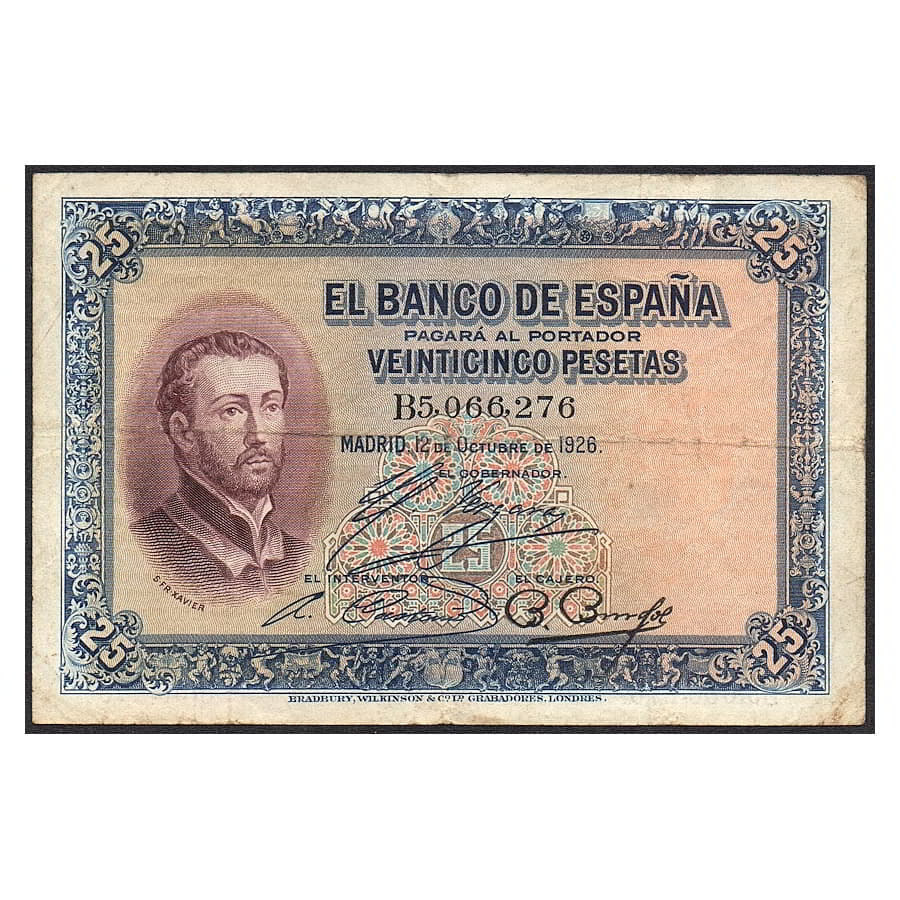 25 25
EL BANCO DE ESPAÑA
PAGARÁ AL PORTADOR
VEINTICINCO PESETAS
B5,066,276
MADRID, 12 DE OCTUBRE DE 1926.
EL GOBERNADOR
25
EL INTERVENTOR. EL CAJERO.
S. FR. XAVIER
25 25
BRADBURY, WILKINSON & Cº Lº GRABADORES, LONDRES.